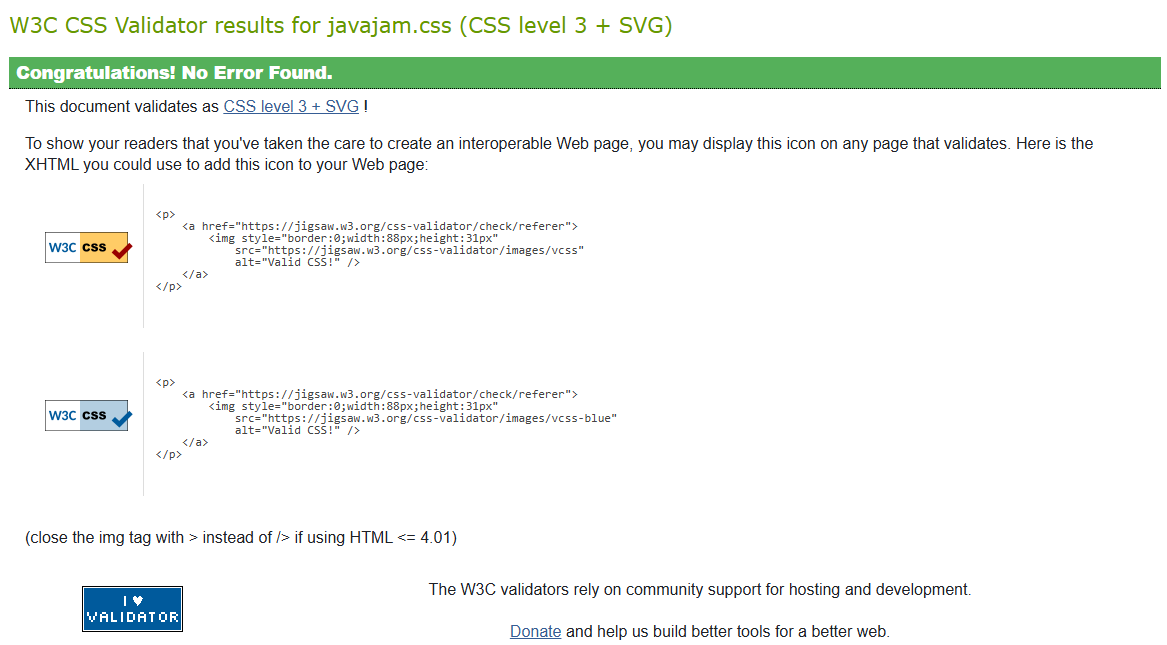 W3C CSS Validator results for javajam.css (CSS level 3 + SVG)
Congratulations! No Error Found.
This document validates as CSS level 3 + SVG !
To show your readers that you've taken the care to create an interoperable Web page, you may display this icon on any page that validates. Here is the
XHTML you could use to add this icon to your Web page:
W3C CSS
<p>
    <a href="https://jigsaw.w3.org/css-validator/check/referer">
        <img style="border:0;width:88px;height:31px"
            src="https://jigsaw.w3.org/css-validator/images/vcss"
            alt="Valid CSS!" />
    </a>
</p>
W3C CSS
<p>
    <a href="https://jigsaw.w3.org/css-validator/check/referer">
        <img style="border:0;width:88px;height:31px"
            src="https://jigsaw.w3.org/css-validator/images/vcss-blue"
            alt="Valid CSS!" />
    </a>
</p>
(close the img tag with > instead of /> if using HTML <= 4.01)
I ♥
VALIDATOR
The W3C validators rely on community support for hosting and development.
Donate and help us build better tools for a better web.